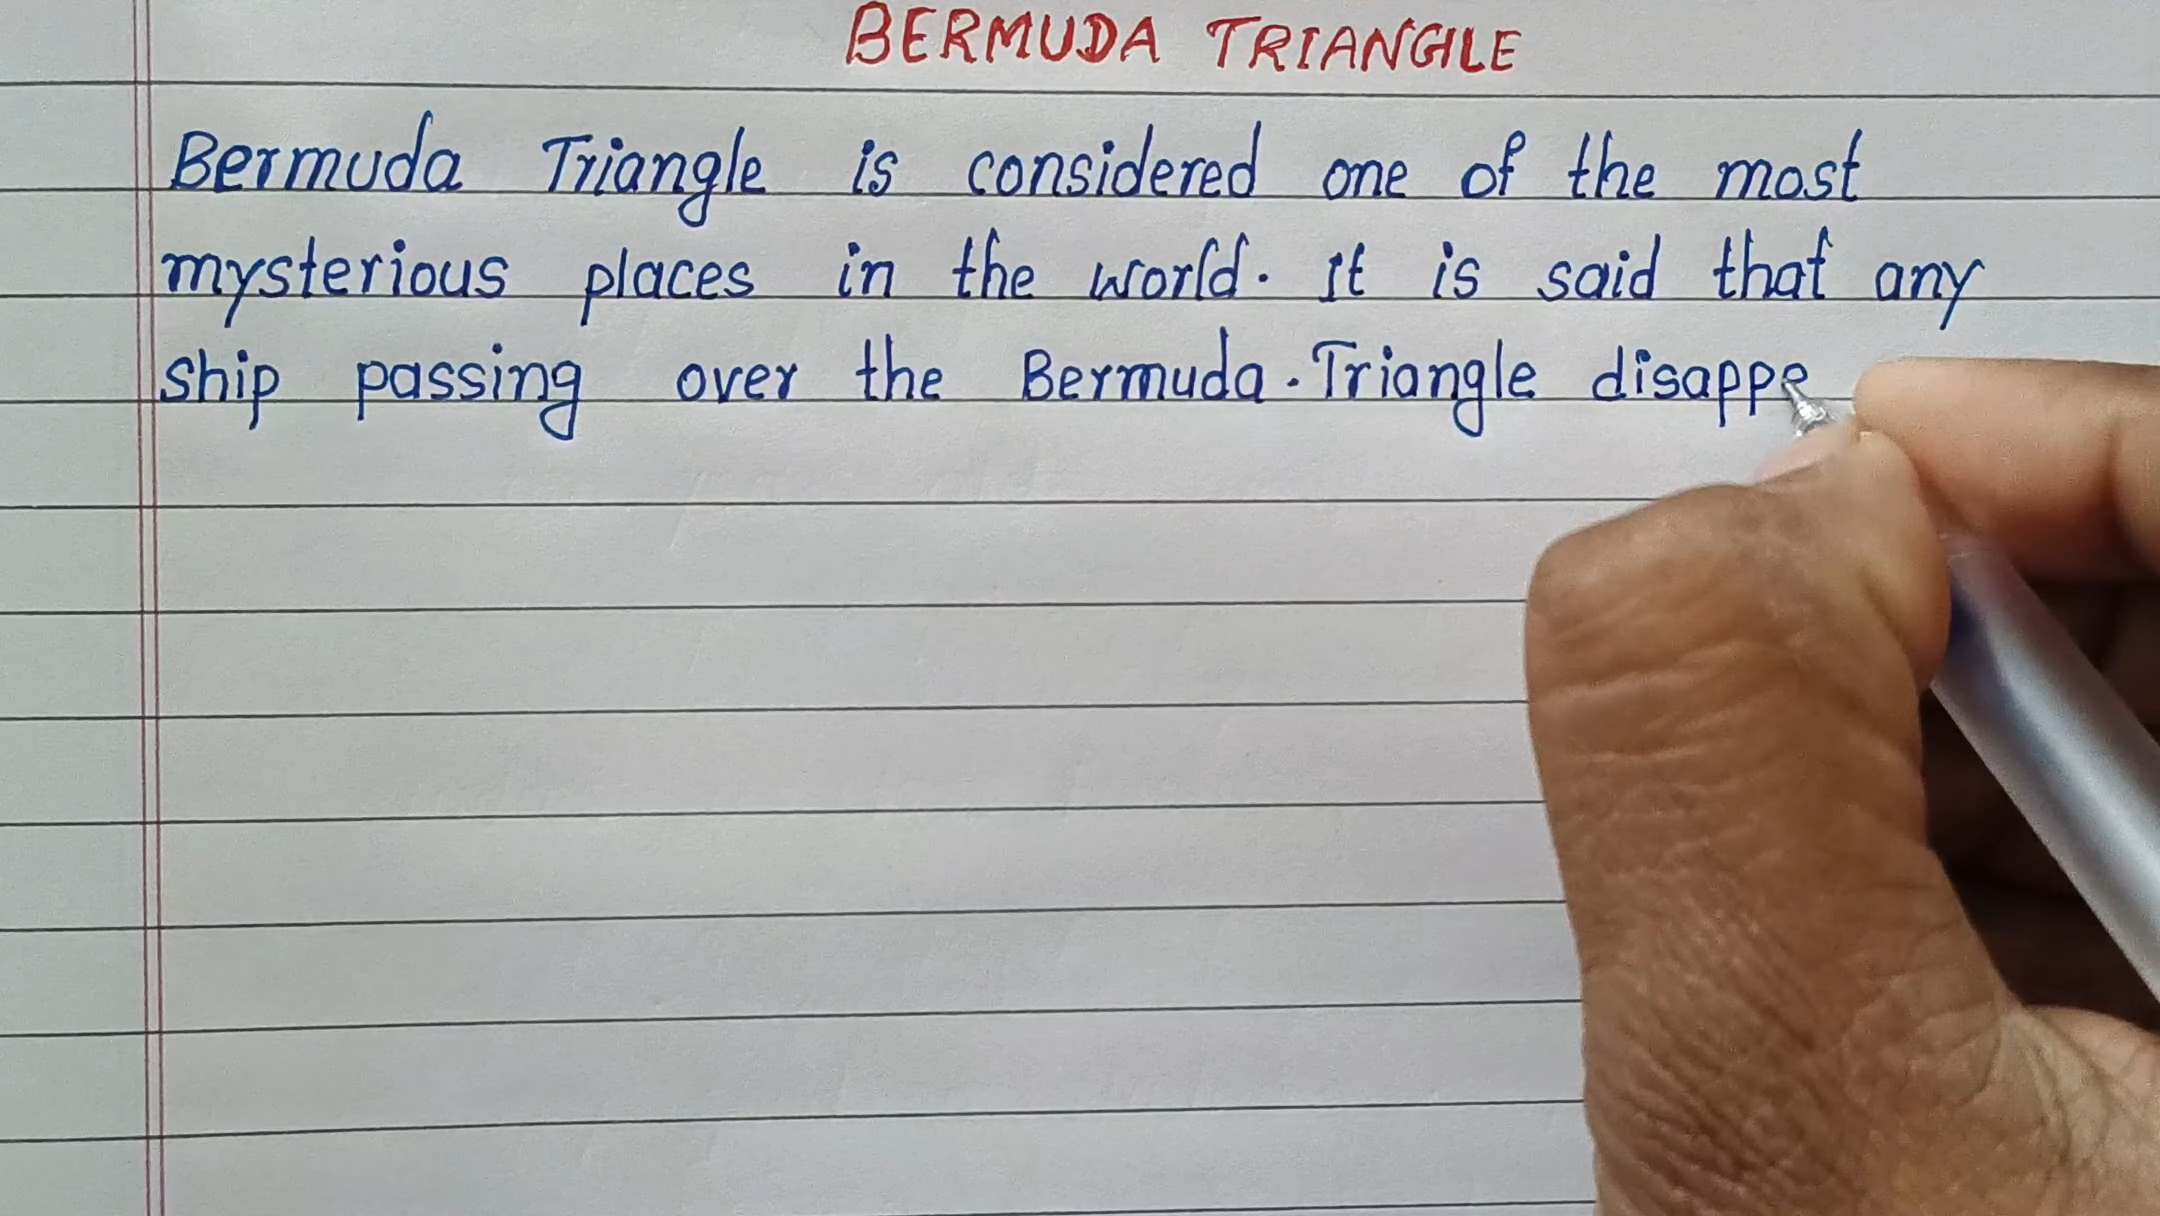 BERMUDA TRIANGLE
Bermuda Triangle is considered one of the most
mysterious places in the world. It is said that any
ship passing over the Bermuda.Triangle disappe